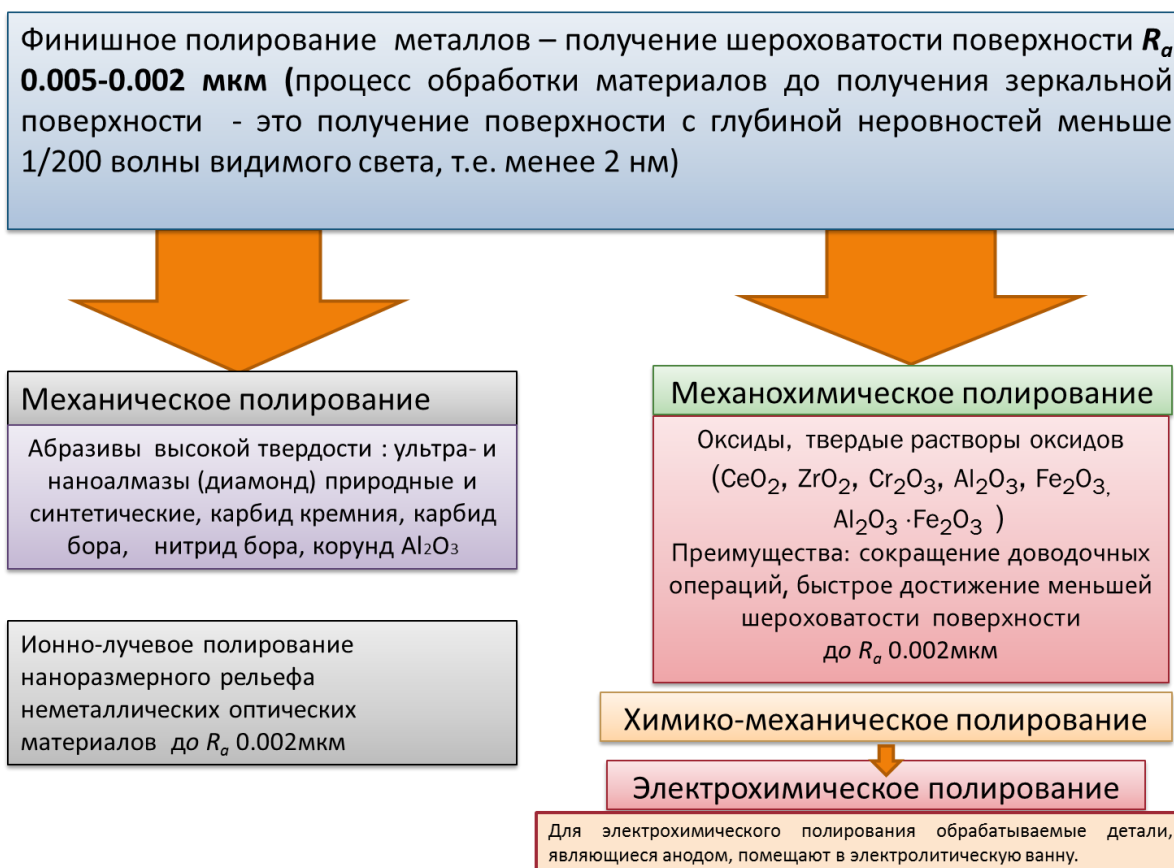 Финишное полирование металлов – получение шероховатости поверхности Ra
0.005-0.002 мкм (процесс обработки материалов до получения зеркальной
поверхности - это получение поверхности с глубиной неровностей меньше
1/200 волны видимого света, т.е. менее 2 нм)
Механическое полирование
Абразивы высокой твердости : ультра- и
наноалмазы (диамонд) природные и
синтетические, карбид кремния, карбид
бора, нитрид бора, корунд Al₂O₃
Ионно-лучевое полирование
наноразмерного рельефа
неметаллических оптических
материалов до Ra 0.002мкм
Механохимическое полирование
Оксиды, твердые растворы оксидов
(CeO₂, ZrO₂, Cr₂O₃, Al₂O₃, Fe₂O₃,
Al₂O₃ ·Fe₂O₃ )
Преимущества: сокращение доводочных
операций, быстрое достижение меньшей
шероховатости поверхности
до Ra 0.002мкм
Химико-механическое полирование
Электрохимическое полирование
Для электрохимического полирования обрабатываемые детали,
являющиеся анодом, помещают в электролитическую ванну.